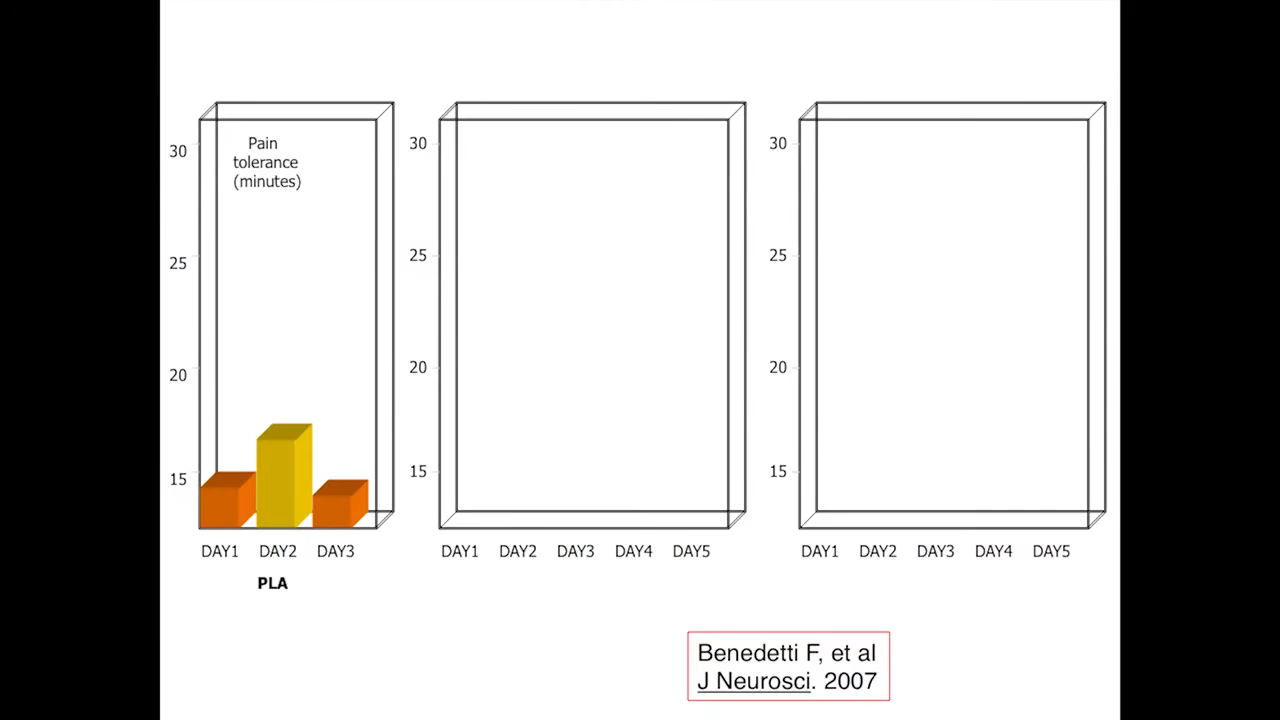 Pain
tolerance
(minutes)
30
25
20
15
DAY1 DAY2 DAY3
PLA
30
25
20
15
DAY1 DAY2 DAY3 DAY4 DAY5
30
25
20
15
DAY1 DAY2 DAY3 DAY4 DAY5
Benedetti F, et al
J Neurosci. 2007